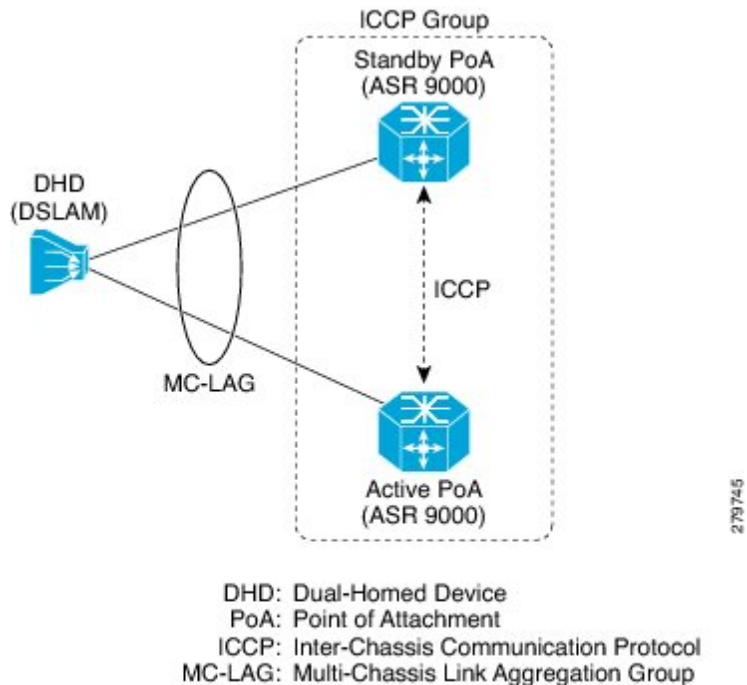 ICCP Group
Standby PoA
(ASR 9000)
DHD
(DSLAM)
ICCP
MC-LAG
Active PoA
(ASR 9000)
279745
DHD: Dual-Homed Device
PoA: Point of Attachment
ICCP: Inter-Chassis Communication Protocol
MC-LAG: Multi-Chassis Link Aggregation Group